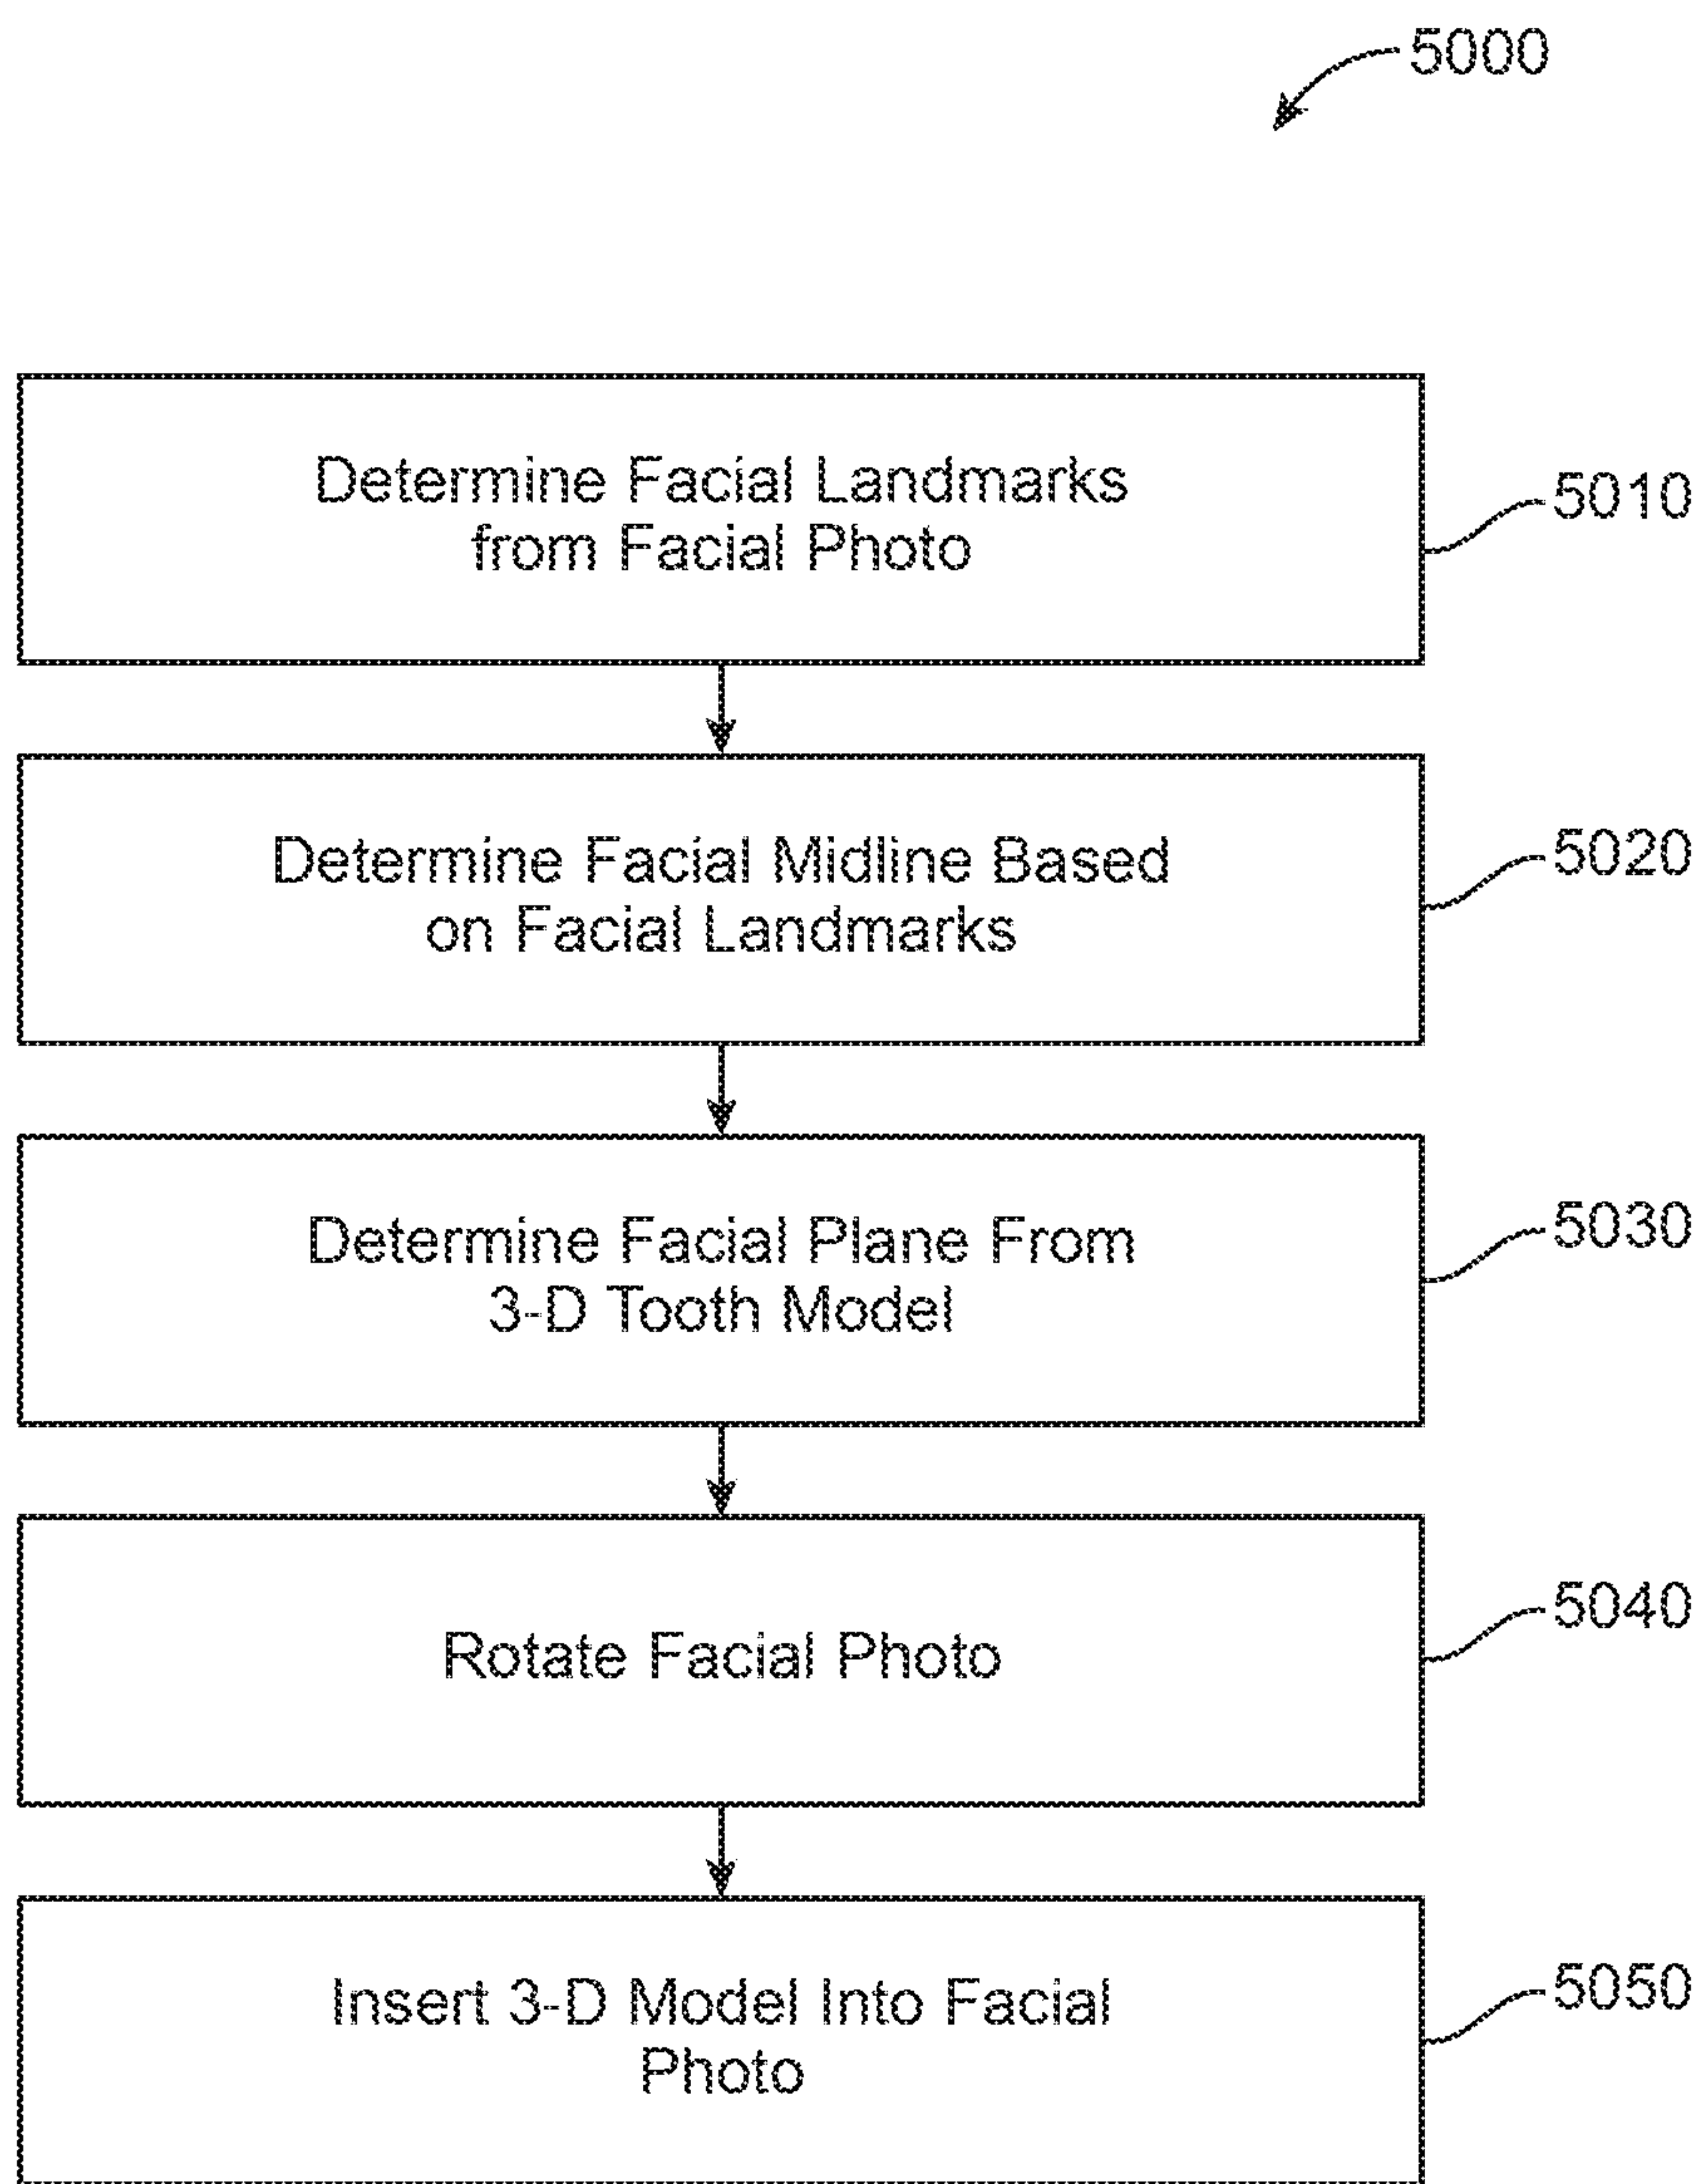 5000
Determine Facial Landmarks
from Facial Photo
5010
Determine Facial Midline Based
on Facial Landmarks
5020
Determine Facial Plane From
3-D Tooth Model
5030
Rotate Facial Photo
5040
Insert 3-D Model Into Facial
Photo
5050